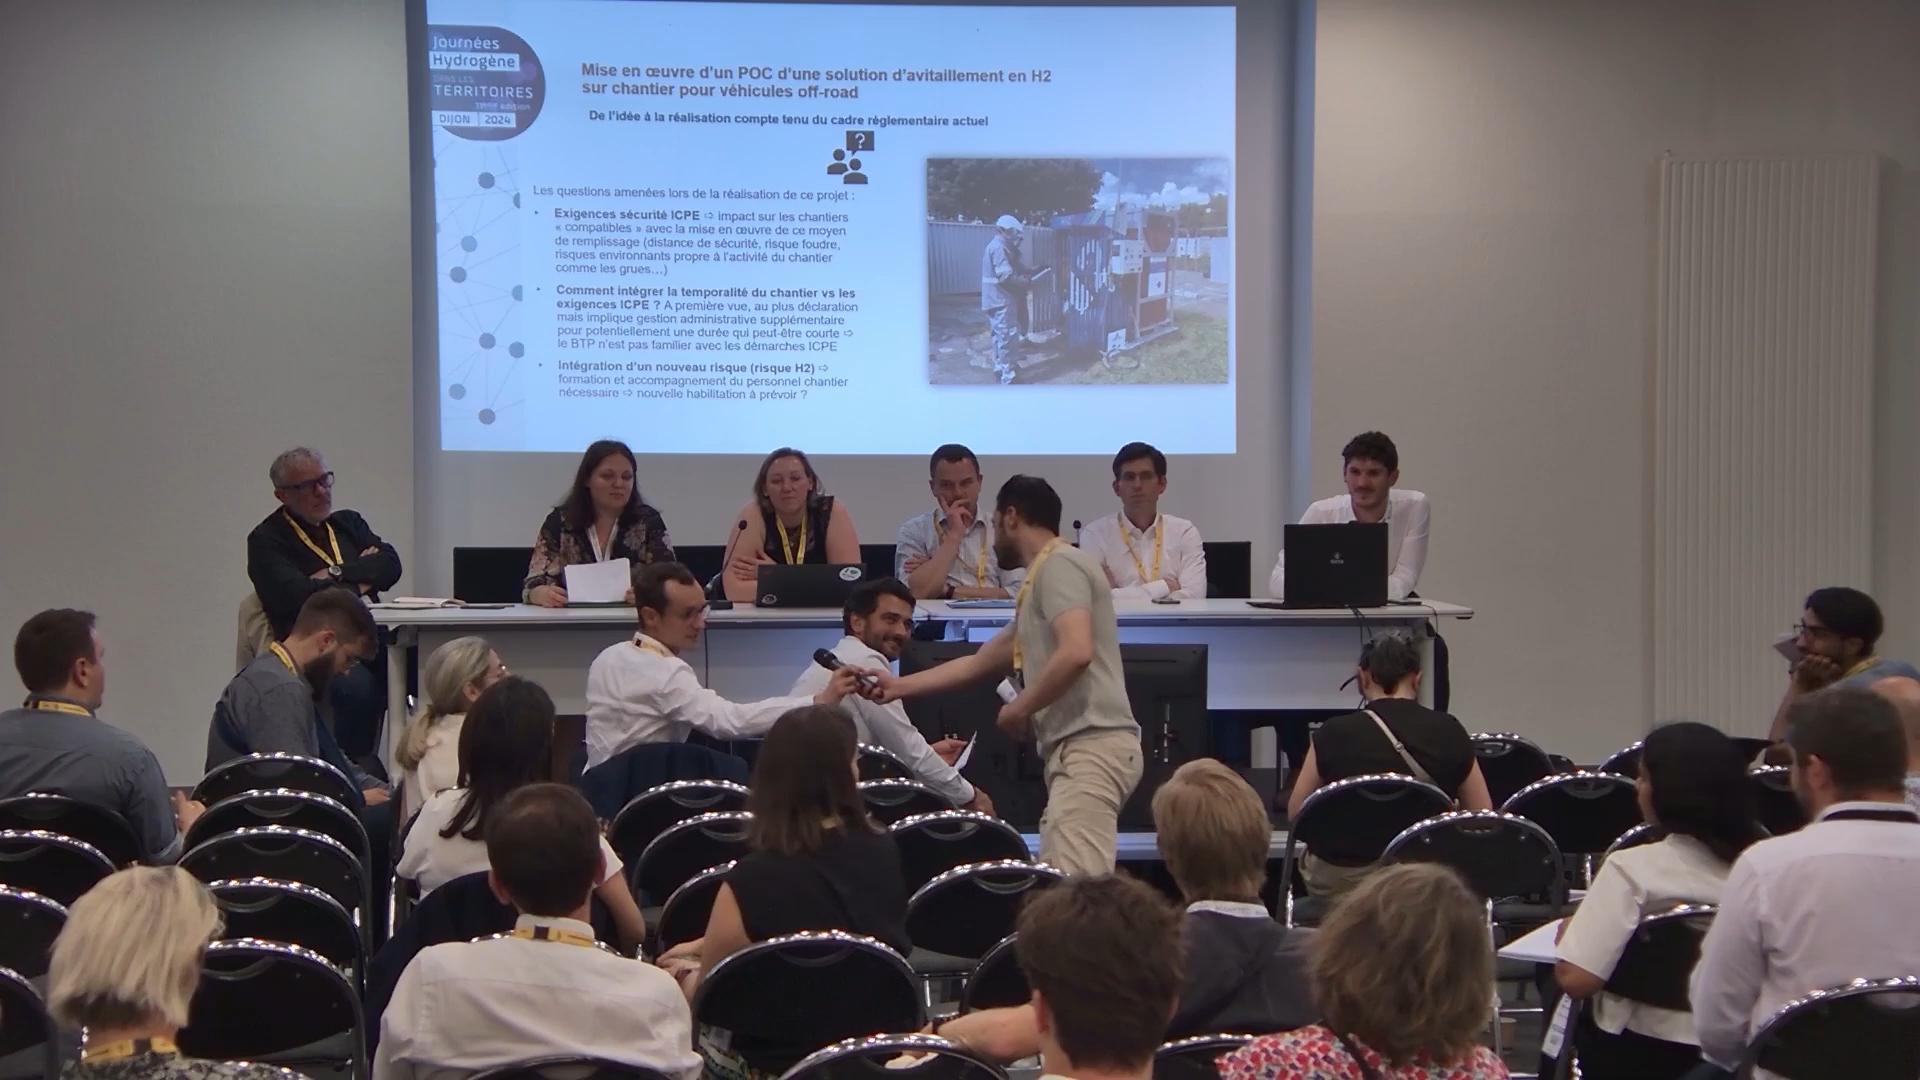 Journées
Hydrogène
DANS LES
TERRITOIRES
édition
DIJON 2024
Mise en œuvre d'un POC d'une solution d'avitaillement en H2
sur chantier pour véhicules off-road
De l'idée à la réalisation compte tenu du cadre règlementaire actuel
?
Les questions amenées lors de la réalisation de ce projet :
• Exigences sécurité ICPE ⇨ impact sur les chantiers
« compatibles » avec la mise en œuvre de ce moyen
de remplissage (distance de sécurité, risque foudre,
risques environnants propre à l'activité du chantier
comme les grues…)
• Comment intégrer la temporalité du chantier vs les
exigences ICPE ? A première vue, au plus déclaration
mais implique gestion administrative supplémentaire
pour potentiellement une durée qui peut-être courte ⇨
le BTP n'est pas familier avec les démarches ICPE
• Intégration d'un nouveau risque (risque H2) ⇨
formation et accompagnement du personnel chantier
nécessaire ⇨ nouvelle habilitation à prévoir ?